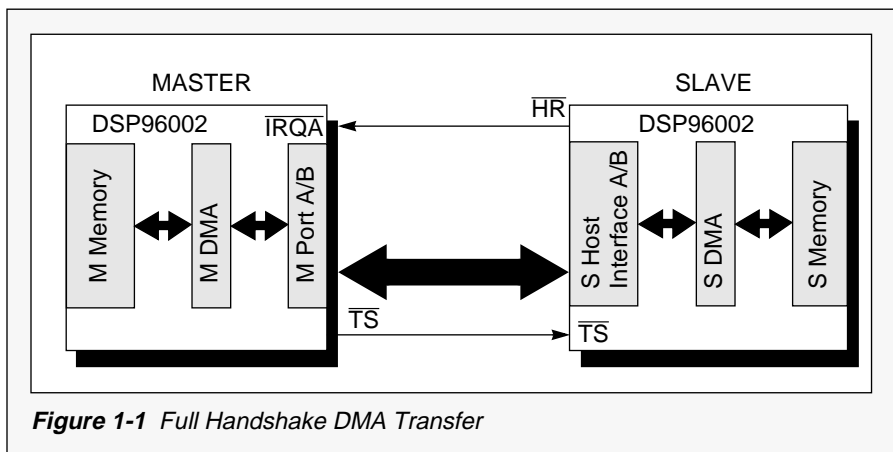 MASTER
SLAVE
DSP96002
IRQA
HR
DSP96002
M Memory
M DMA
M Port A/B
S Host
Interface A/B
S DMA
S Memory
TS
TS
Figure 1-1 Full Handshake DMA Transfer